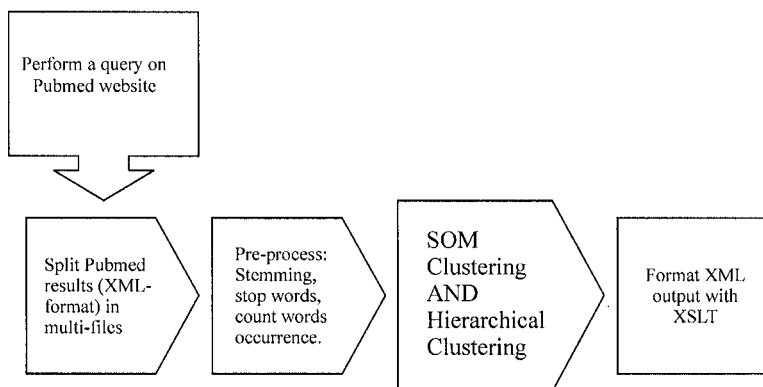 Perform a query on
Pubmed website
Split Pubmed
results (XML-
format) in
multi-files
Pre-process:
Stemming,
stop words,
count words
occurrence.
SOM
Clustering
AND
Hierarchical
Clustering
Format XML
output with
XSLT